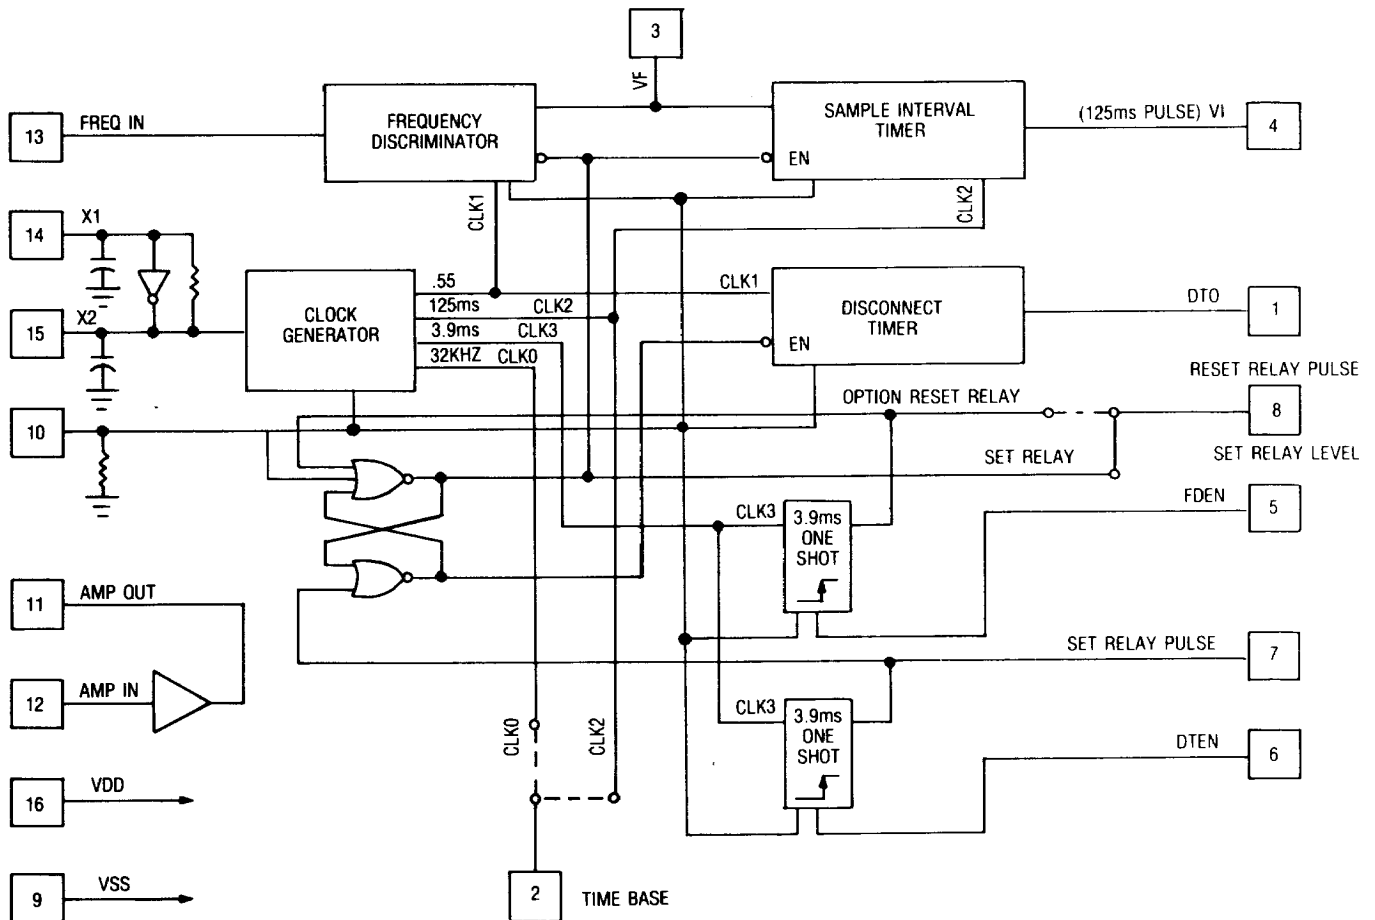 3
VF
FREQUENCY
DISCRIMINATOR
SAMPLE INTERVAL
TIMER
EN
(125ms PULSE) VI
4
13
FREQ IN
CLK1
CLK2
14
X1
15
X2
CLOCK
GENERATOR
.55
125ms
CLK2
3.9ms
CLK3
32KHZ
CLK0
CLK1
DISCONNECT
TIMER
EN
DTO
1
RESET RELAY PULSE
OPTION RESET RELAY
8
SET RELAY LEVEL
10
SET RELAY
FDEN
5
CLK3
3.9ms
ONE
SHOT
11
AMP OUT
SET RELAY PULSE
7
12
AMP IN
CLK3
3.9ms
ONE
SHOT
CLK0
CLK2
DTEN
6
16
VDD
9
VSS
2
TIME BASE